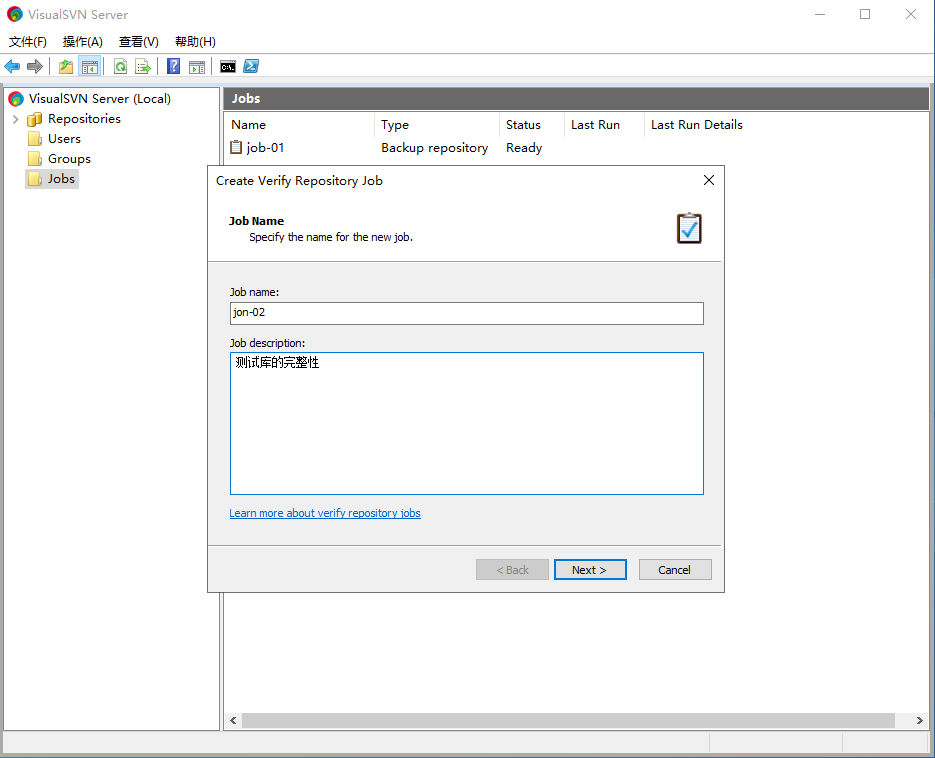 VisualSVN Server
文件(F) 操作(A) 查看(V) 帮助(H)
VisualSVN Server (Local)
Repositories
Users
Groups
Jobs
Jobs
Name Type Status Last Run Last Run Details
job-01 Backup repository Ready
Create Verify Repository Job
Job Name
Specify the name for the new job.
Job name:
jon-02
Job description:
测试库的完整性
Learn more about verify repository jobs
< Back Next > Cancel